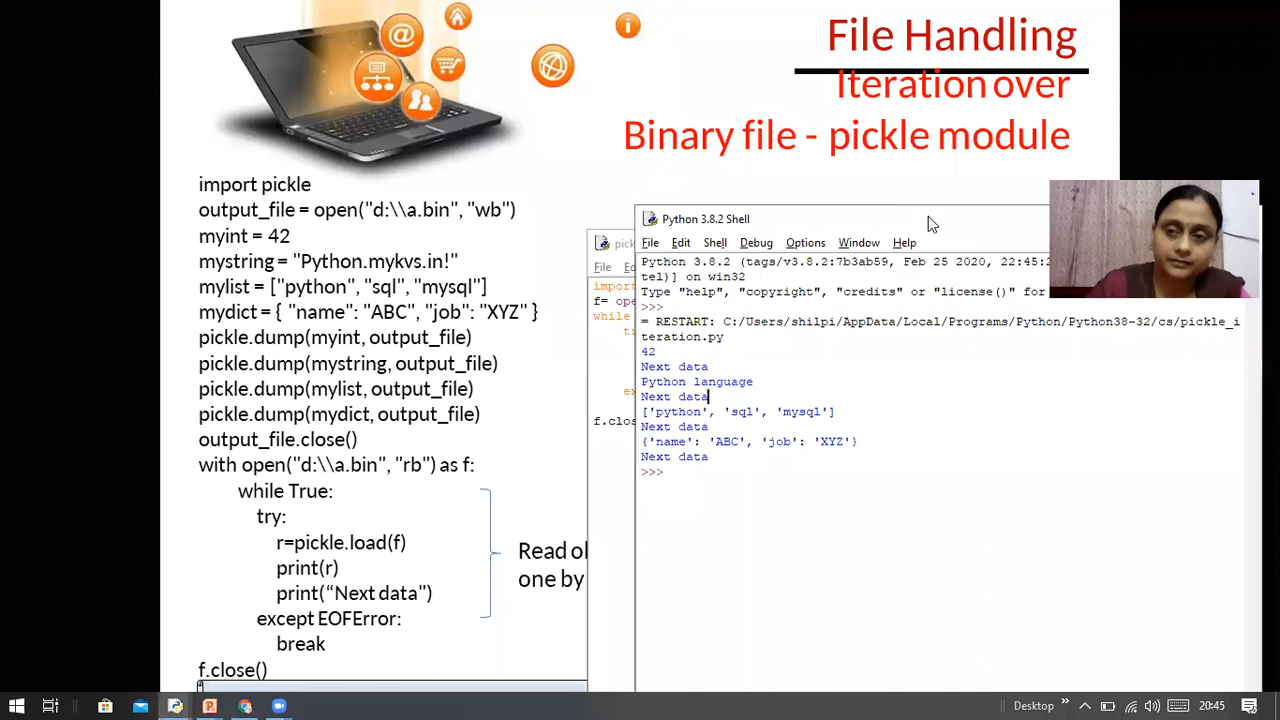 File Handling
Iteration over
Binary file - pickle module
import pickle
output_file = open("d:\\a.bin", "wb")
myint = 42
mystring = "Python.mykvs.in!"
mylist = ["python", "sql", "mysql"]
mydict = { "name": "ABC", "job": "XYZ" }
pickle.dump(myint, output_file)
pickle.dump(mystring, output_file)
pickle.dump(mylist, output_file)
pickle.dump(mydict, output_file)
output_file.close()
with open("d:\\a.bin", "rb") as f:
while True:
try:
r=pickle.load(f)
print(r)
print(“Next data")
except EOFError:
break
f.close()
Read
one by
File
import
f=
while
f.clos
Python 3.8.2 Shell
File Edit Shell Debug Options Window Help
Python 3.8.2 (tags/v3.8.2:7b3ab59, Feb 25 2020, 22:45:2
tel)] on win32
Type "help", "copyright", "credits" or "license()" for
>>>
= RESTART: C:/Users/shilpi/AppData/Local/Programs/Python/Python38-32/cs/pickle_i
teration.py
42
Next data
Python language
Next data
['python', 'sql', 'mysql']
Next data
{'name': 'ABC', 'job': 'XYZ'}
Next data
>>>
Desktop
20:45